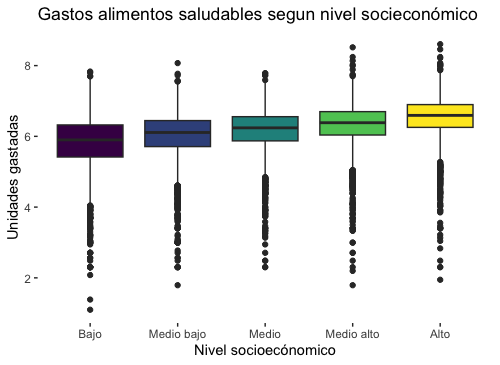 Gastos alimentos saludables segun nivel socieconómico
Unidades gastadas
8
6
4
2
Bajo
Medio bajo
Medio
Medio alto
Alto
Nivel socioecónomico